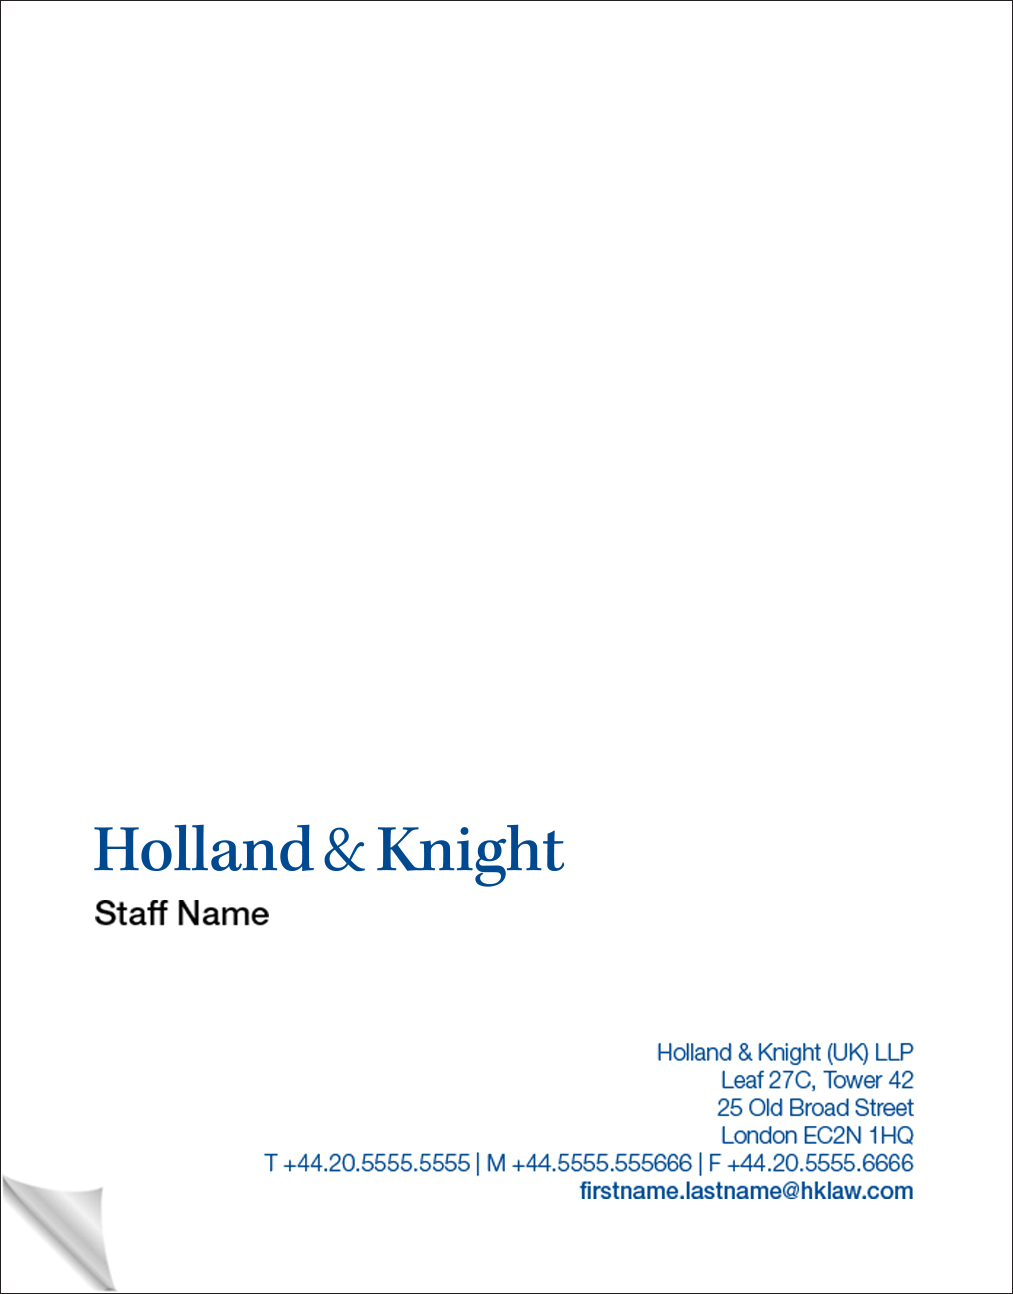 Holland & Knight
Staff Name
Holland & Knight (UK) LLP
Leaf 27C, Tower 42
25 Old Broad Street
London EC2N 1HQ
T +44.20.5555.5555 | M +44.5555.555666 | F +44.20.5555.6666
firstname.lastname@hklaw.com